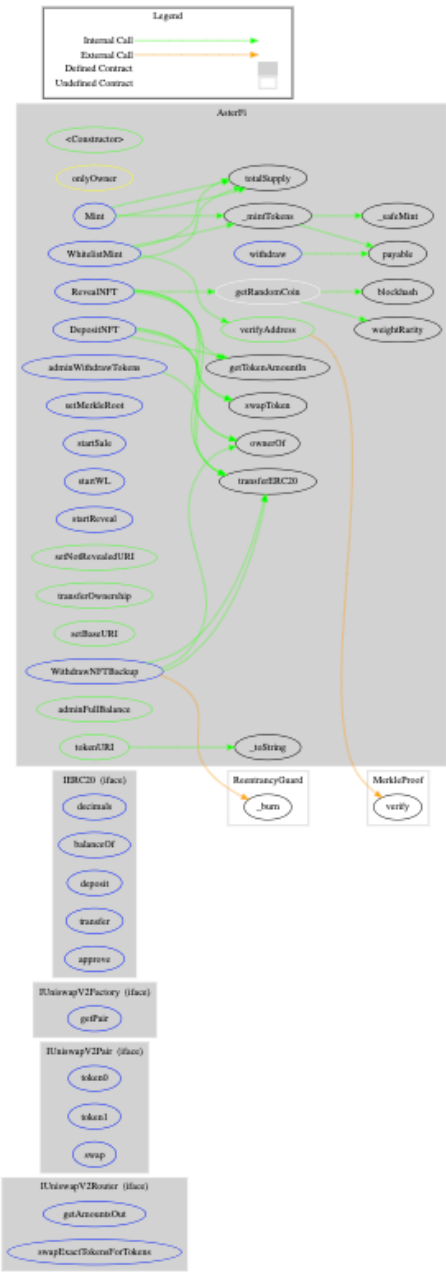 Legend
Internal Call
External Call
Defined Contract
Undefined Contract
AsterFi
<Constructor>
onlyOwner
totalSupply
Mint
_mintTokens
_safeMint
WhitelistMint
withdraw
payable
RevealNFT
getRandomCoin
blockhash
DepositNFT
verifyAddress
weightRarity
adminWithdrawTokens
getTokenAmountIn
setMerkleRoot
swapToken
startSale
ownerOf
startWL
transferERC20
startReveal
setNotRevealedURI
transferOwnership
setBaseURI
WithdrawNFTBackup
adminFullBalance
tokenURI
_toString
IERC20 (iface)
ReentrancyGuard
MerkleProof
decimals
_burn
verify
balanceOf
deposit
transfer
approve
IUniswapV2Factory (iface)
getPair
IUniswapV2Pair (iface)
token0
token1
swap
IUniswapV2Router (iface)
getAmountsOut
swapExactTokensForTokens